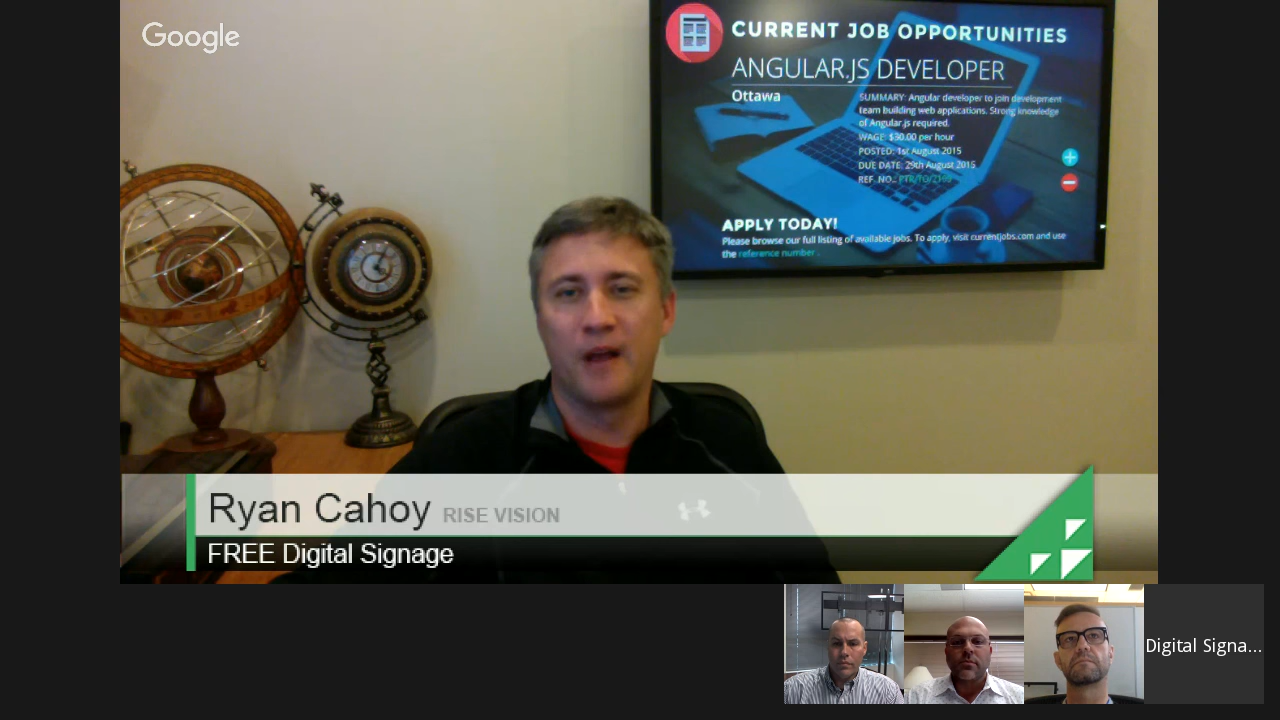 Google
CURRENT JOB OPPORTUNITIES
ANGULAR.JS DEVELOPER
Ottawa
SUMMARY: Angular developer to join development
team building web applications. Strong knowledge
of Angular.js required.
WAGE: $30.00 per hour
POSTED: 1st August 2015
DUE DATE: 29th August 2015
REF. NO.:
APPLY TODAY!
Please browse our full listing of available jobs. To apply, visit currentjobs.com and use
the reference number .
Ryan Cahoy RISE VISION
FREE Digital Signage
Digital Signa...